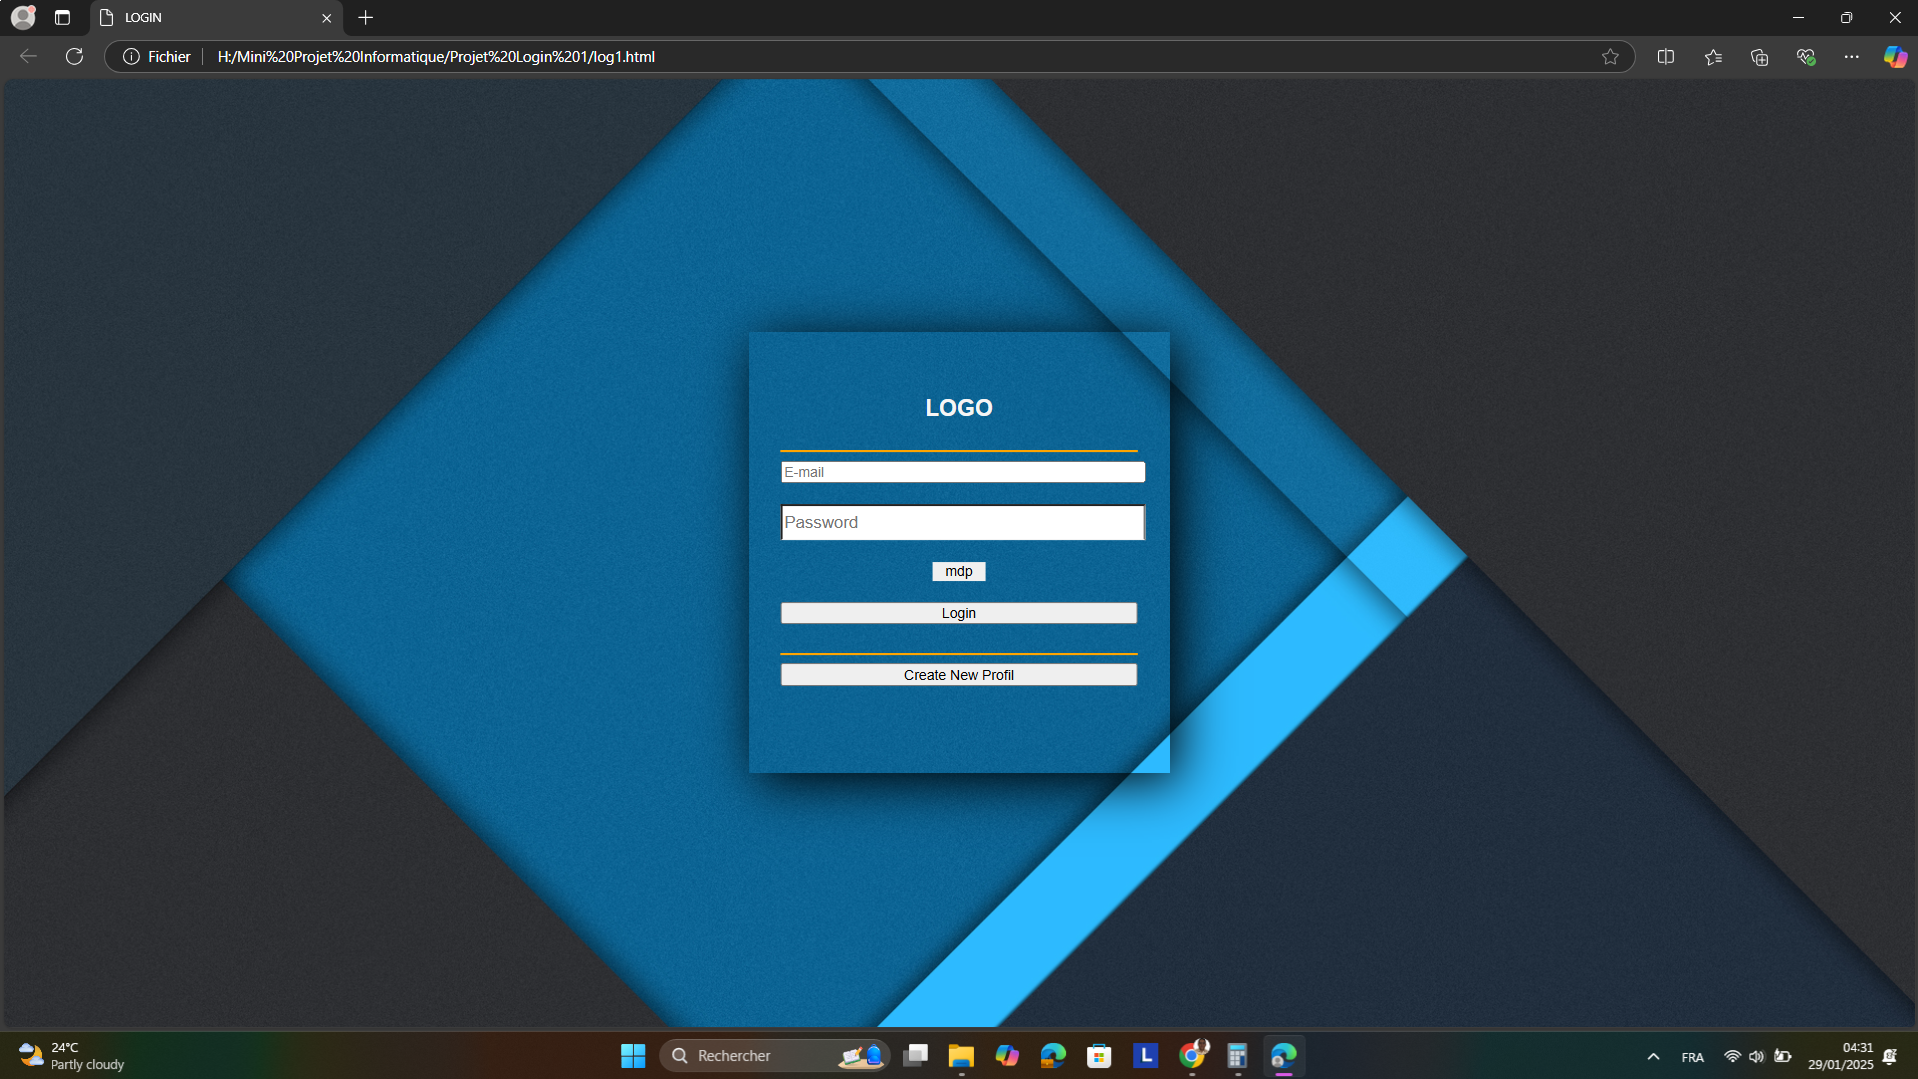 LOGIN
Fichier
H:/Mini%20Projet%20Informatique/Projet%20Login%201/log1.html
LOGO
E-mail
Password
mdp
Login
Create New Profil
24°C
Partly cloudy
Rechercher
L
FRA
04:31
29/01/2025